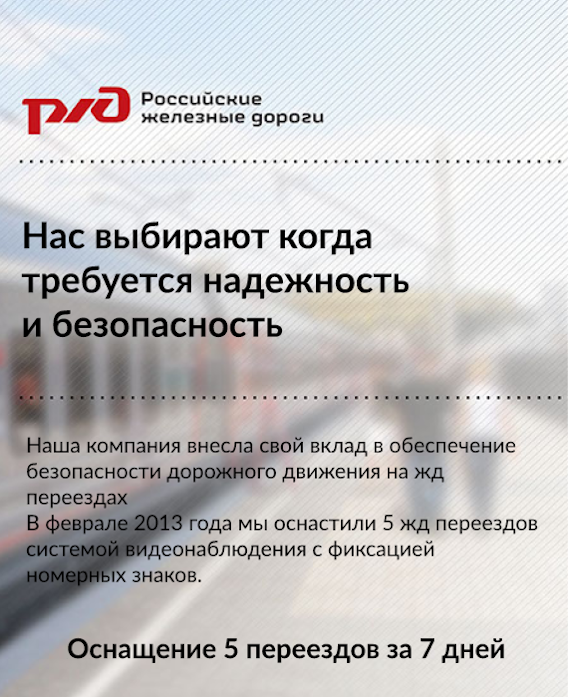 ржд Российские
железные дороги
Нас выбирают когда
требуется надежность
и безопасность
Наша компания внесла свой вклад в обеспечение
безопасности дорожного движения на жд
переездах
В феврале 2013 года мы оснастили 5 жд переездов
системой видеонаблюдения с фиксацией
номерных знаков.
Оснащение 5 переездов за 7 дней